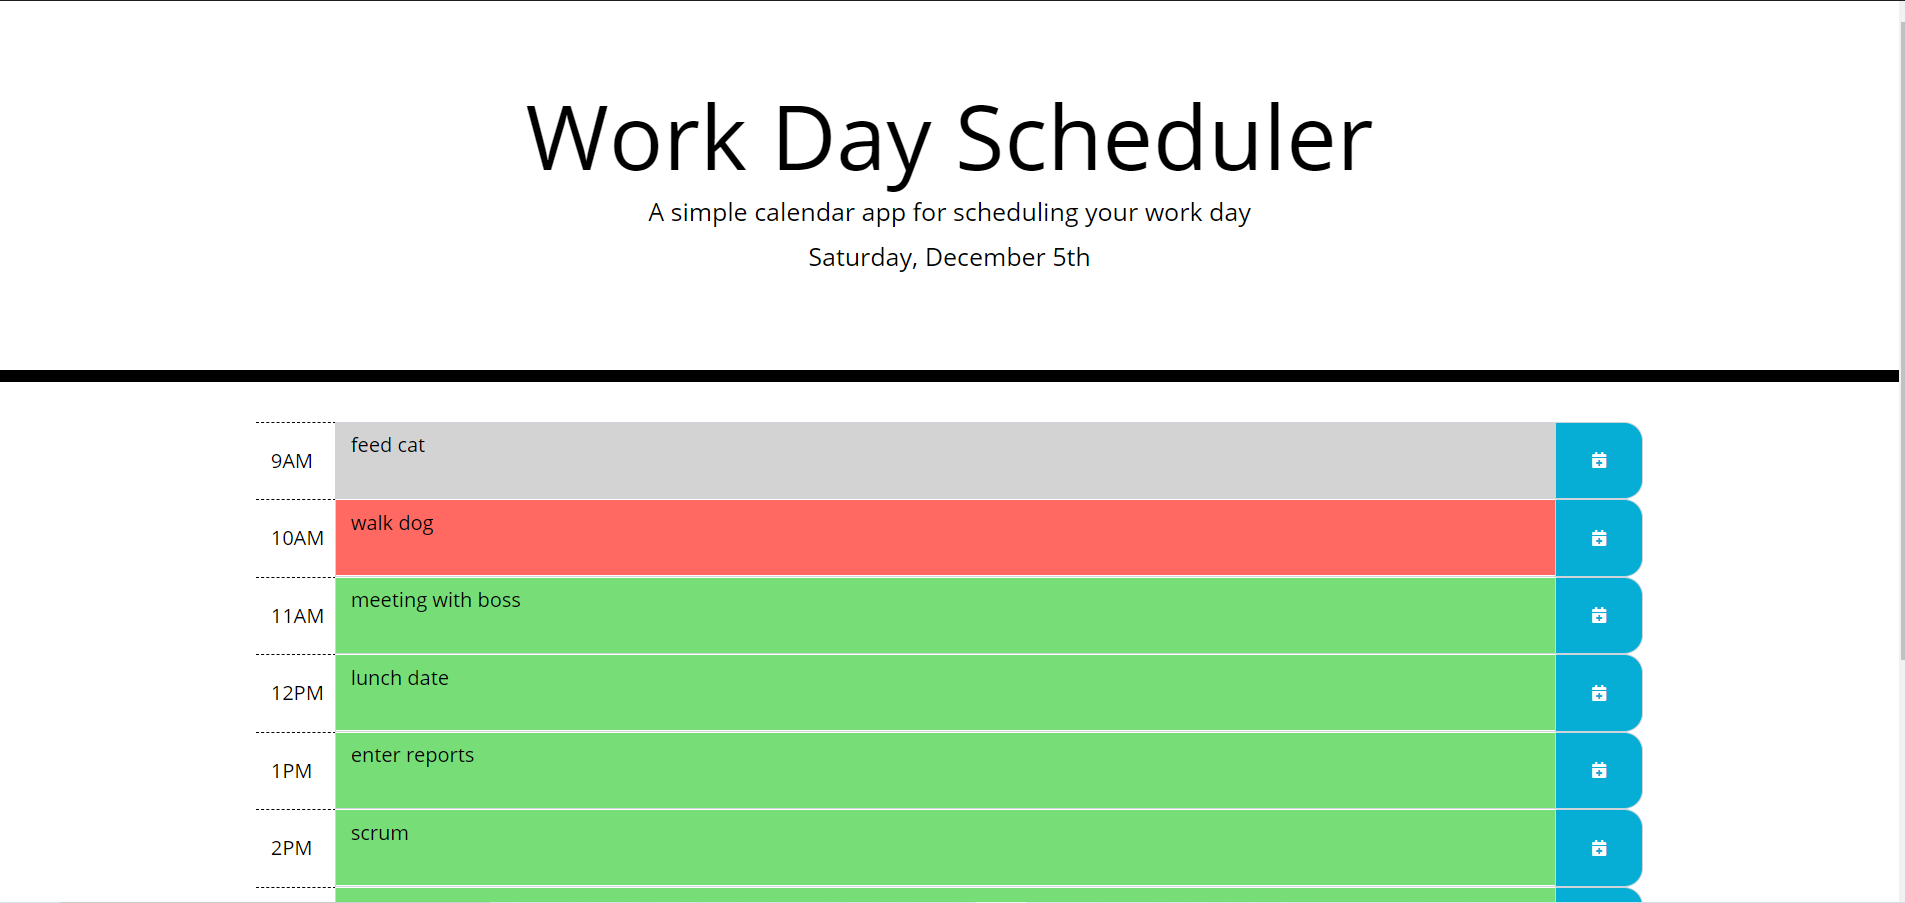 Work Day Scheduler
A simple calendar app for scheduling your work day
Saturday, December 5th
9AM
feed cat
10AM
walk dog
11AM
meeting with boss
12PM
lunch date
1PM
enter reports
2PM
scrum